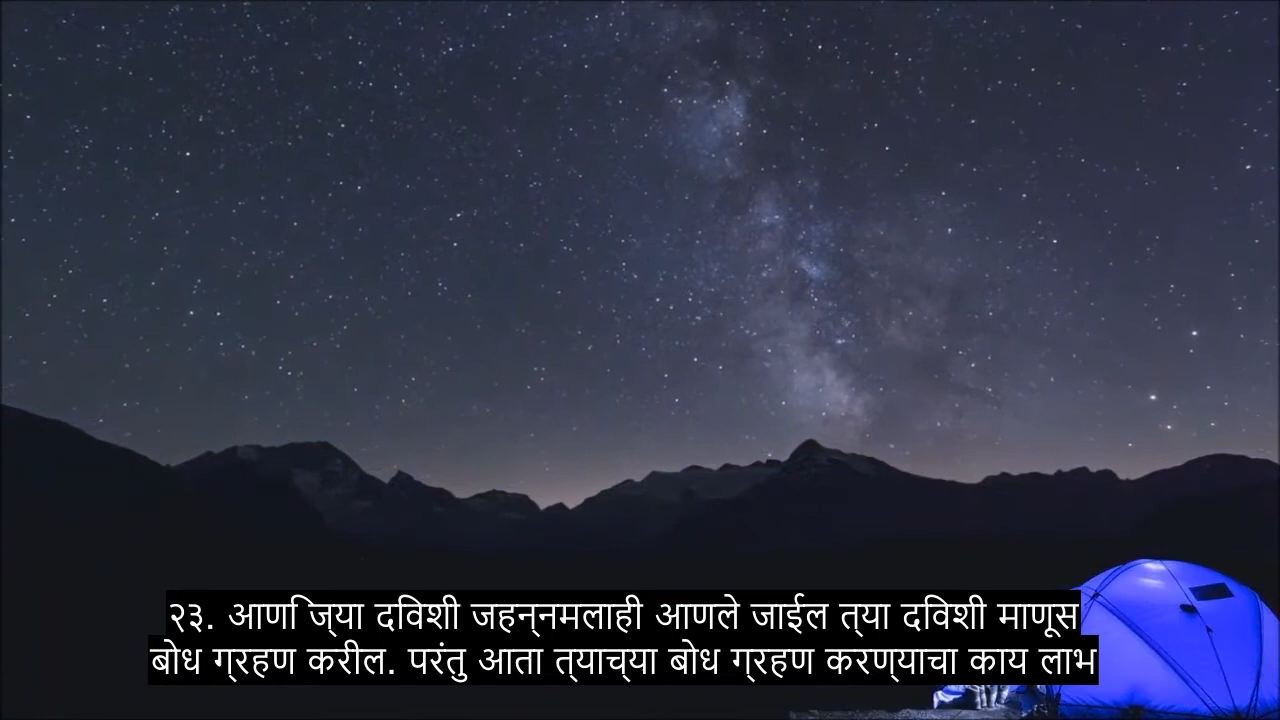 २३. आणि ज्या दिवशी जहन्नमलाही आणले जाईल त्या दिवशी माणूस
बोध ग्रहण करील. परंतु आता त्याच्या बोध ग्रहण करण्याचा काय लाभ